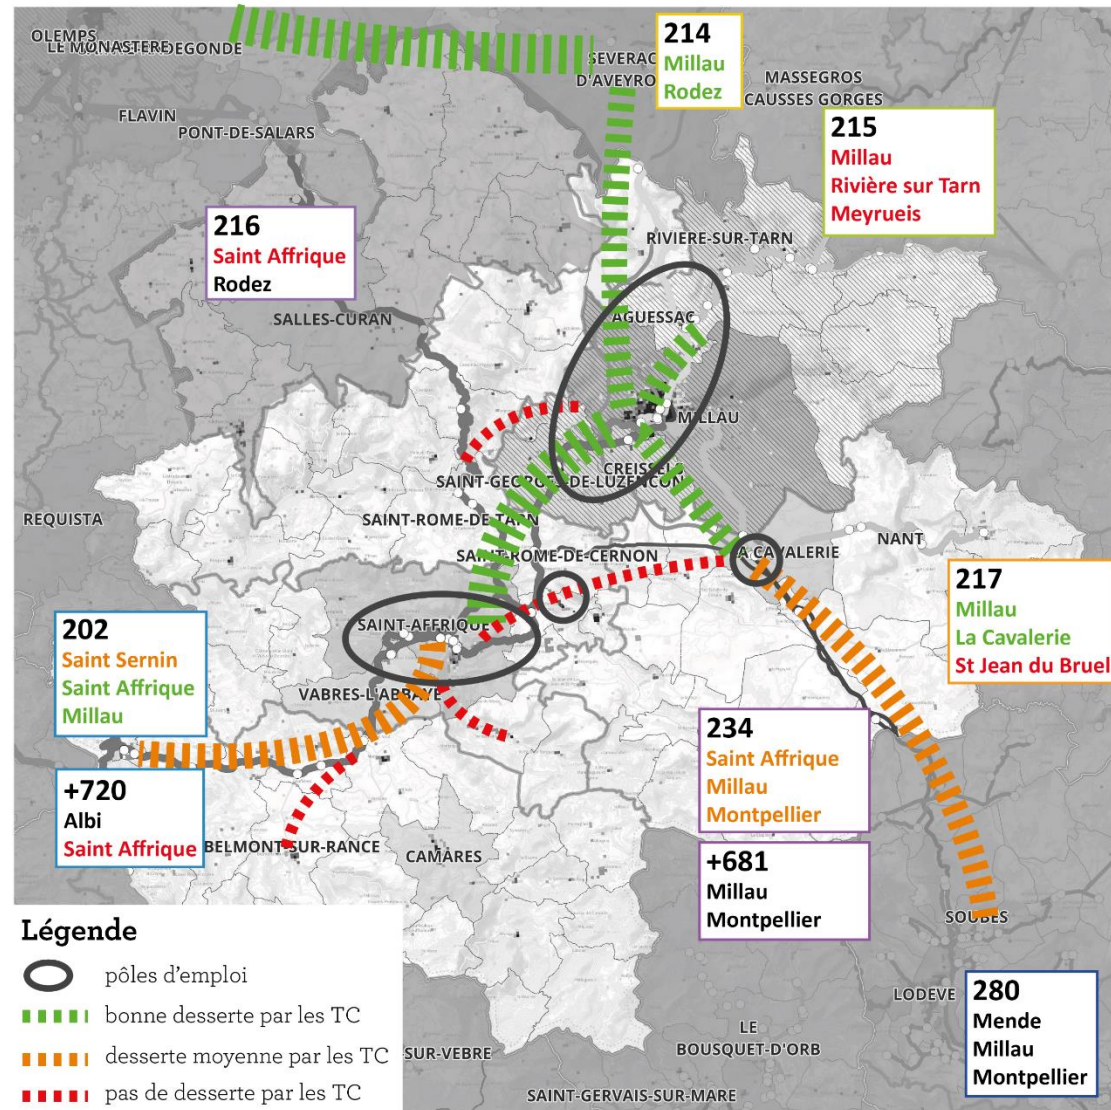 OLEMPS
LE MONASTERE
DEGONDE
214
Millau
Rodez
SEVERAC
D'AVEYRO
MASSEGROS
CAUSSES GORGES
FLAVIN
PONT-DE-SALARS
215
Millau
Rivière sur Tarn
Meyrueis
216
Saint Affrique
Rodez
RIVIERE-SUR-TARN
SALLES-CURAN
AGUESSAC
MILLAU
CREISSELS
SAINT-GEORGES-DE-LUZENCON
REQUISTA
SAINT-ROME-DE-TARN
NANT
SAINT-ROME-DE-CERNON
LA CAVALERIE
217
Millau
La Cavalerie
St Jean du Bruel
202
Saint Sernin
Saint Affrique
Millau
SAINT-AFFRIQUE
VABRES-L'ABBAYE
234
Saint Affrique
Millau
Montpellier
+720
Albi
Saint Affrique
BELMONT-SUR-RANCE
CAMARES
+681
Millau
Montpellier
SOUBES
Légende
pôles d'emploi
bonne desserte par les TC
desserte moyenne par les TC
pas de desserte par les TC
LODEVE
280
Mende
Millau
Montpellier
LE
BOUSQUET-D'ORB
-SUR-VEBRE
SAINT-GERVAIS-SUR-MARE